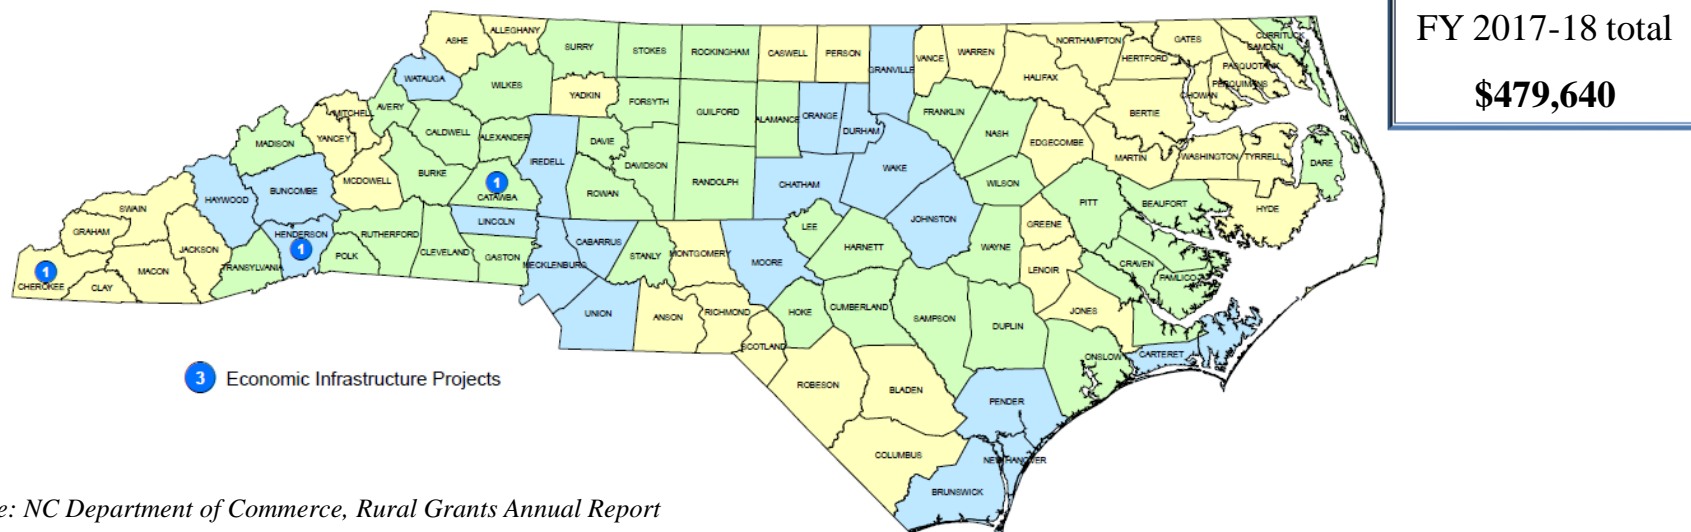 FY 2017-18 total
$479,640
ALLEGHANY
ASHE
SURRY
STOKES
ROCKINGHAM
CASWELL
PERSON
GRANVILLE
VANCE
WARREN
NORTHAMPTON
GATES
HERTFORD
CURRITUCK
CAMDEN
PASQUOTANK
PERQUIMANS
CHOWAN
HALIFAX
WATAUGA
WILKES
YADKIN
FORSYTH
GUILFORD
ALAMANCE
ORANGE
DURHAM
FRANKLIN
NASH
EDGECOMBE
BERTIE
MARTIN
WASHINGTON
TYRRELL
DARE
MITCHELL
AVERY
YANCEY
CALDWELL
ALEXANDER
IREDELL
DAVIE
DAVIDSON
RANDOLPH
CHATHAM
WAKE
WILSON
MADISON
BUNCOMBE
MCDOWELL
BURKE
1
CATAWBA
ROWAN
PITT
BEAUFORT
HYDE
HAYWOOD
SWAIN
GRAHAM
JACKSON
LINCOLN
CABARRUS
JOHNSTON
LEE
HARNETT
WAYNE
GREENE
HENDERSON
1
RUTHERFORD
CLEVELAND
POLK
GASTON
MECKLENBURG
STANLY
MONTGOMERY
MOORE
LENOIR
CRAVEN
PAMLICO
TRANSYLVANIA
MACON
1
CHEROKEE
CLAY
UNION
ANSON
RICHMOND
SCOTLAND
HOKE
CUMBERLAND
SAMPSON
DUPLIN
JONES
ONSLOW
CARTERET
ROBESON
BLADEN
PENDER
COLUMBUS
NEW HANOVER
BRUNSWICK
3 Economic Infrastructure Projects
e: NC Department of Commerce, Rural Grants Annual Report